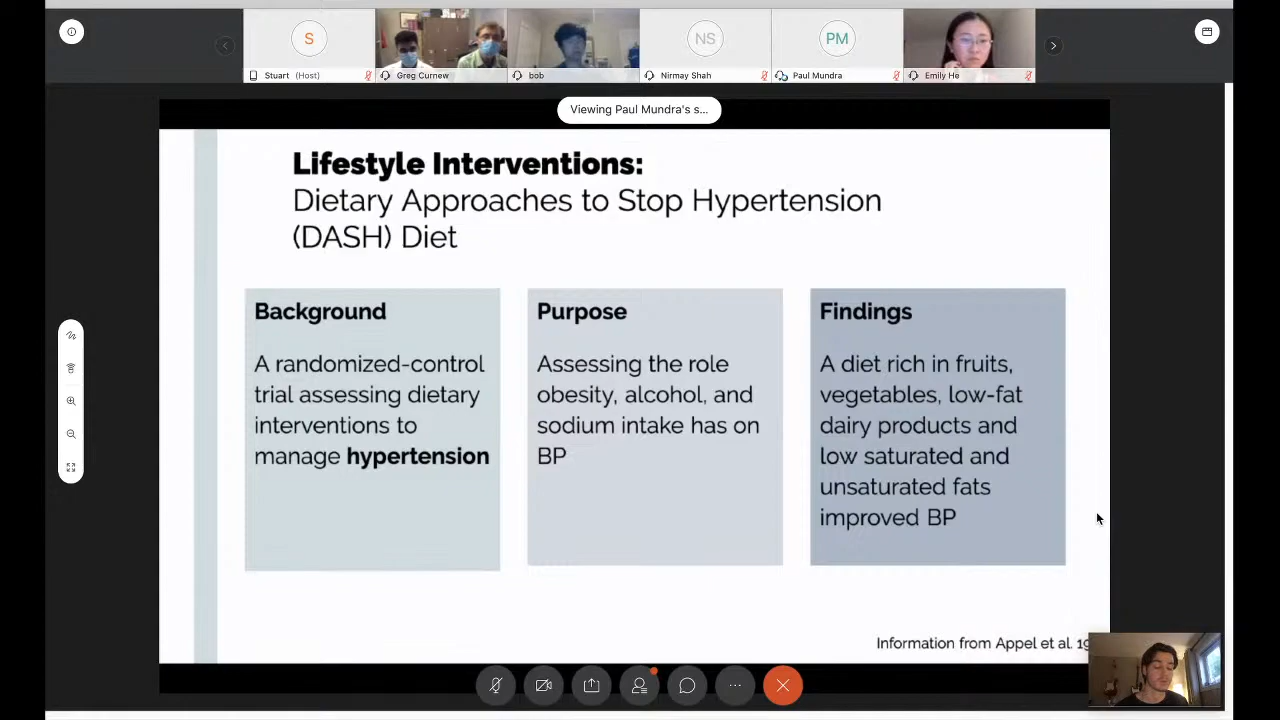 S
NS
PM
Stuart (Host)
Greg Curnew
bob
Nirmay Shah
Paul Mundra
Emily He
Viewing Paul Mundra's s...
Lifestyle Interventions:
Dietary Approaches to Stop Hypertension
(DASH) Diet
Background
A randomized-control
trial assessing dietary
interventions to
manage hypertension
Purpose
Assessing the role
obesity, alcohol, and
sodium intake has on
BP
Findings
A diet rich in fruits,
vegetables, low-fat
dairy products and
low saturated and
unsaturated fats
improved BP
Information from Appel et al. 19